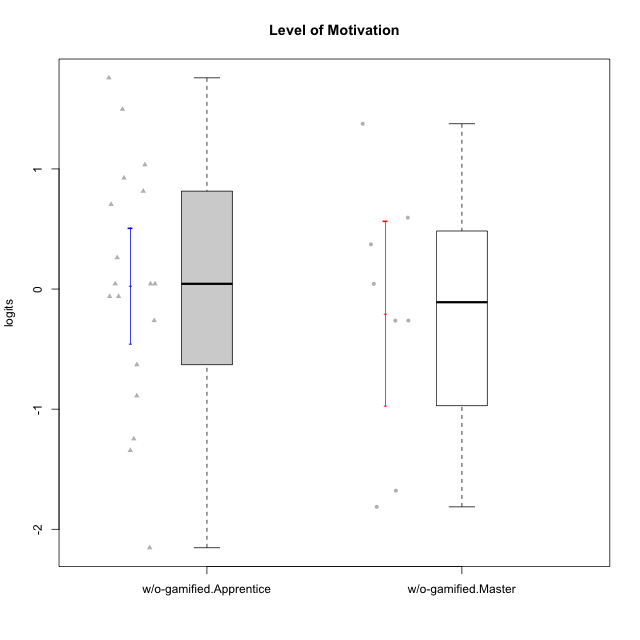 Level of Motivation
logits
1
0
-1
-2
w/o-gamified.Apprentice
w/o-gamified.Master